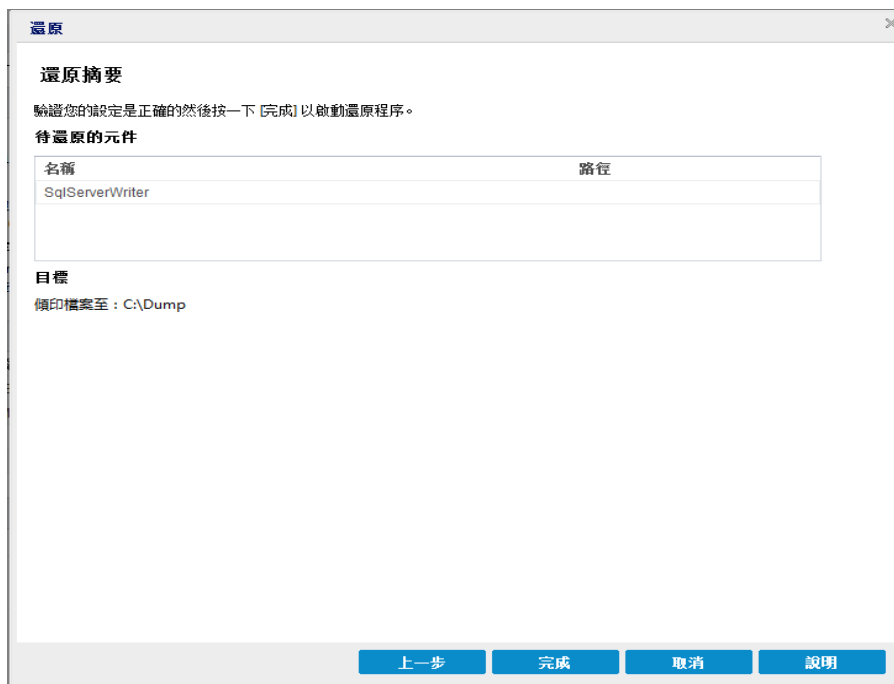 還原
還原摘要
驗證您的設定是正確的然後按一下 [完成] 以啟動還原程序。
待還原的元件
名稱 路徑
SqlServerWriter
目標
傾印檔案至：C:\Dump
上一步 完成 取消 說明